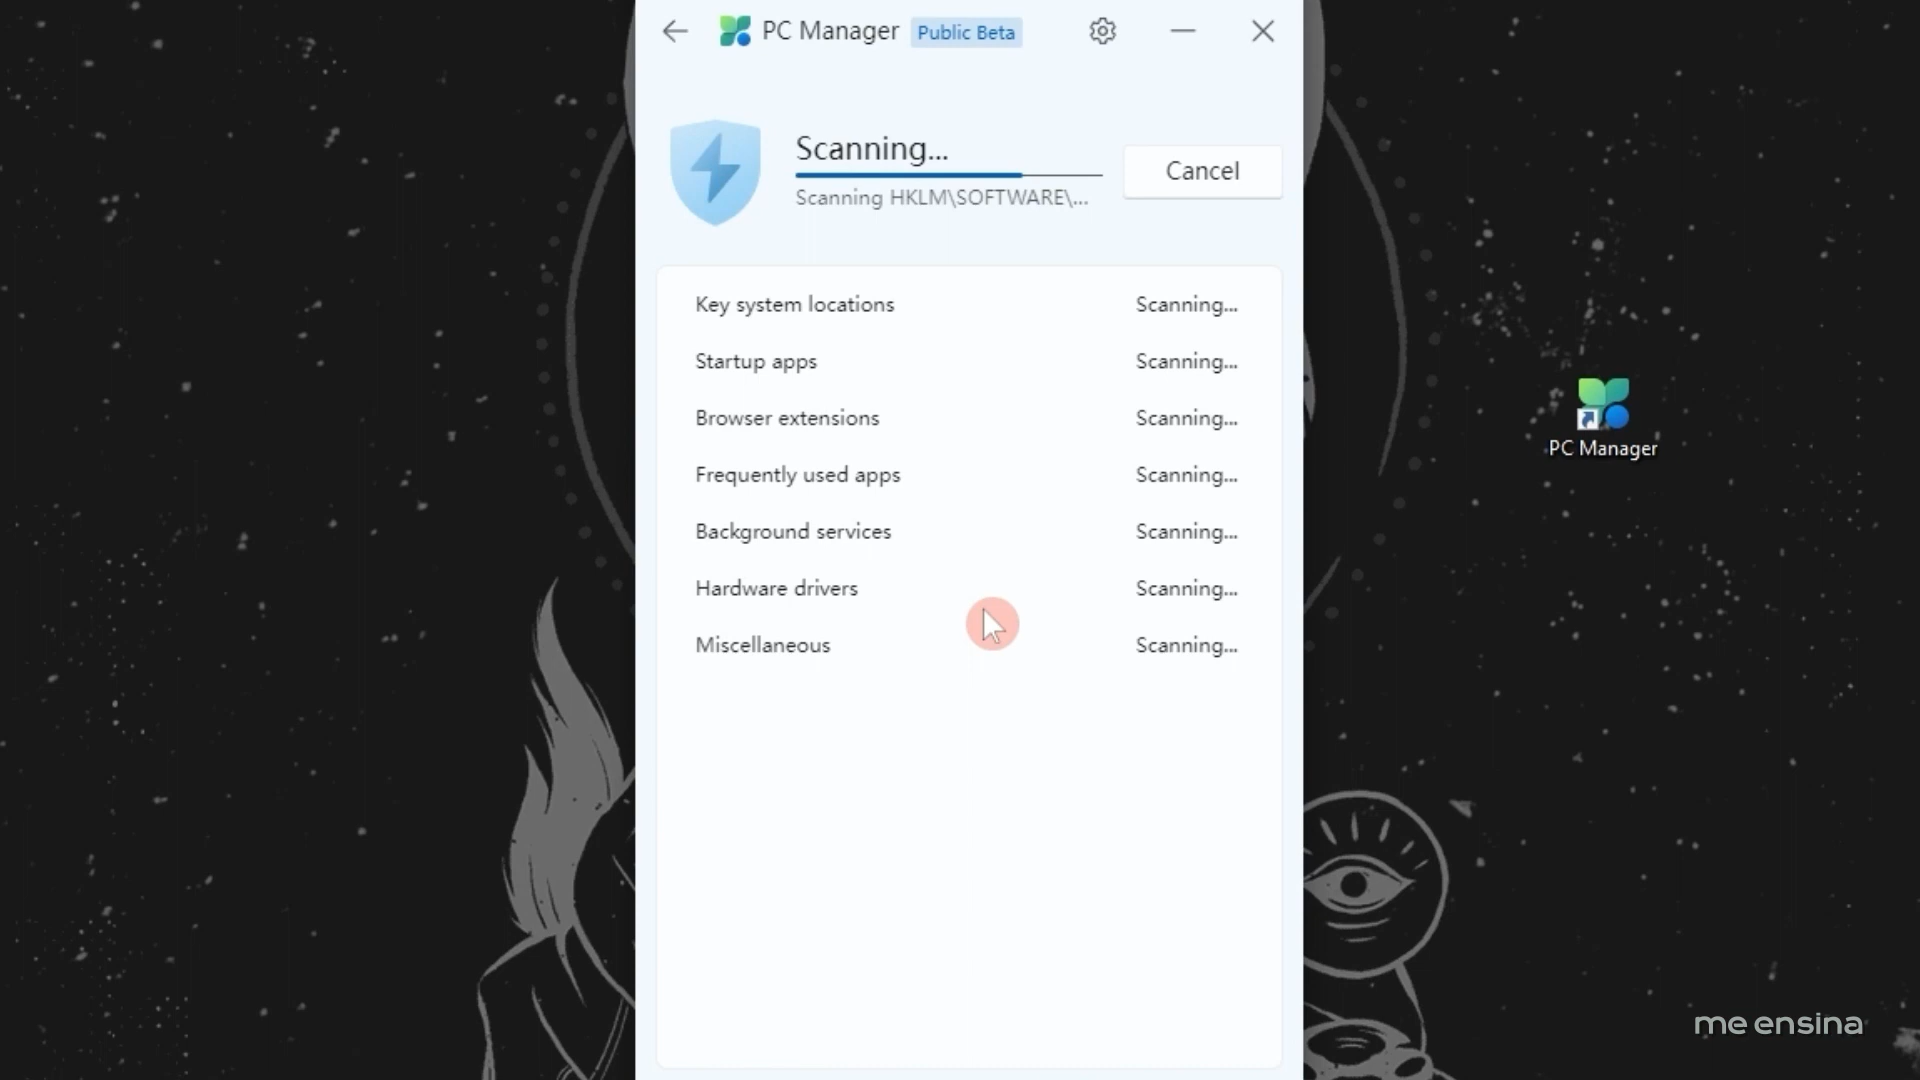 PC Manager Public Beta
Scanning...
Scanning HKLM\SOFTWARE\...
Cancel
Key system locations Scanning...
Startup apps Scanning...
Browser extensions Scanning...
Frequently used apps Scanning...
Background services Scanning...
Hardware drivers Scanning...
Miscellaneous Scanning...
PC Manager
me ensina